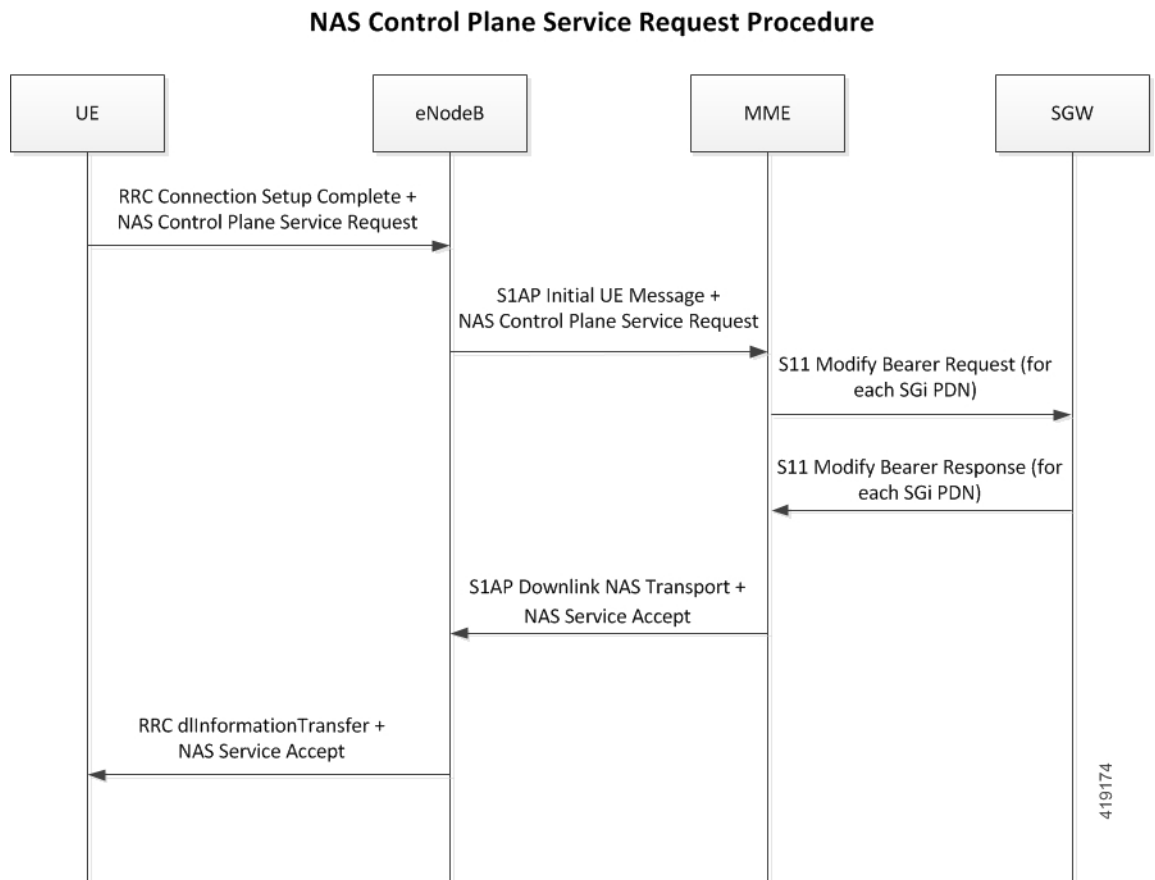 NAS Control Plane Service Request Procedure
UE
eNodeB
MME
SGW
RRC Connection Setup Complete +
NAS Control Plane Service Request
S1AP Initial UE Message +
NAS Control Plane Service Request
S11 Modify Bearer Request (for
each SGi PDN)
S11 Modify Bearer Response (for
each SGi PDN)
S1AP Downlink NAS Transport +
NAS Service Accept
RRC dlInformationTransfer +
NAS Service Accept
419174